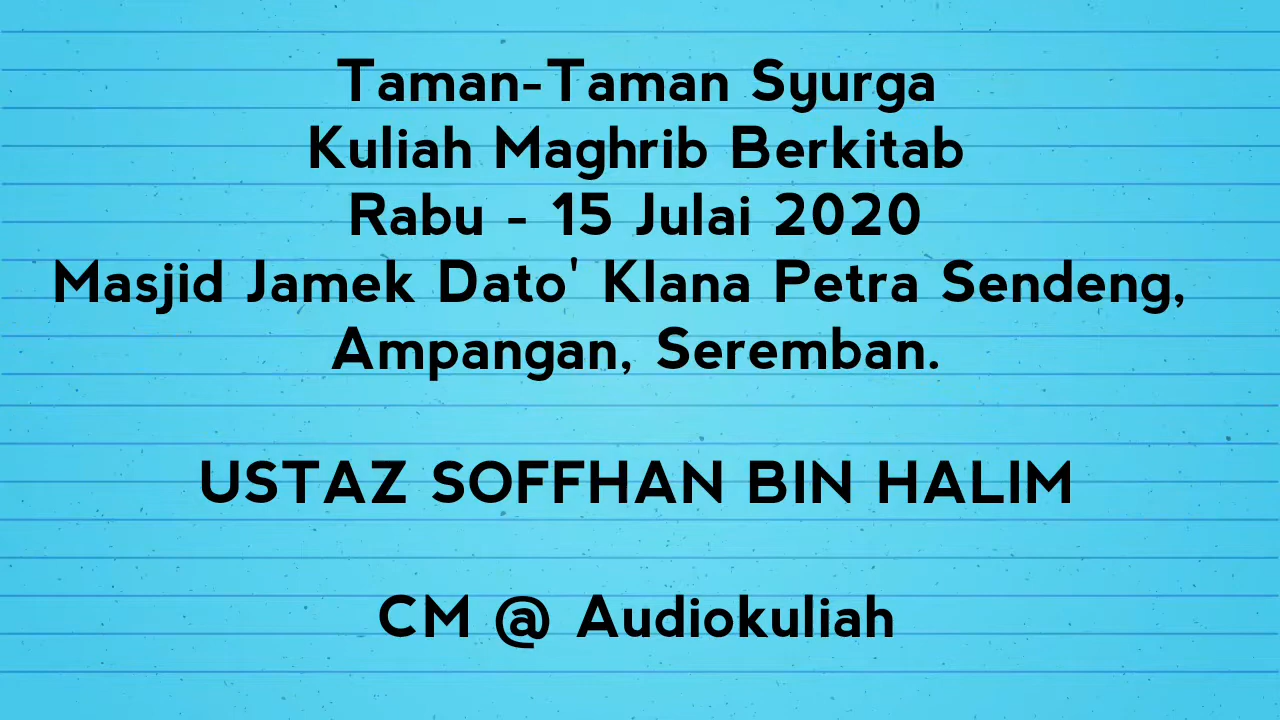 Taman-Taman Syurga
Kuliah Maghrib Berkitab
Rabu - 15 Julai 2020
Masjid Jamek Dato' Klana Petra Sendeng,
Ampangan, Seremban.
USTAZ SOFFHAN BIN HALIM
CM @ Audiokuliah